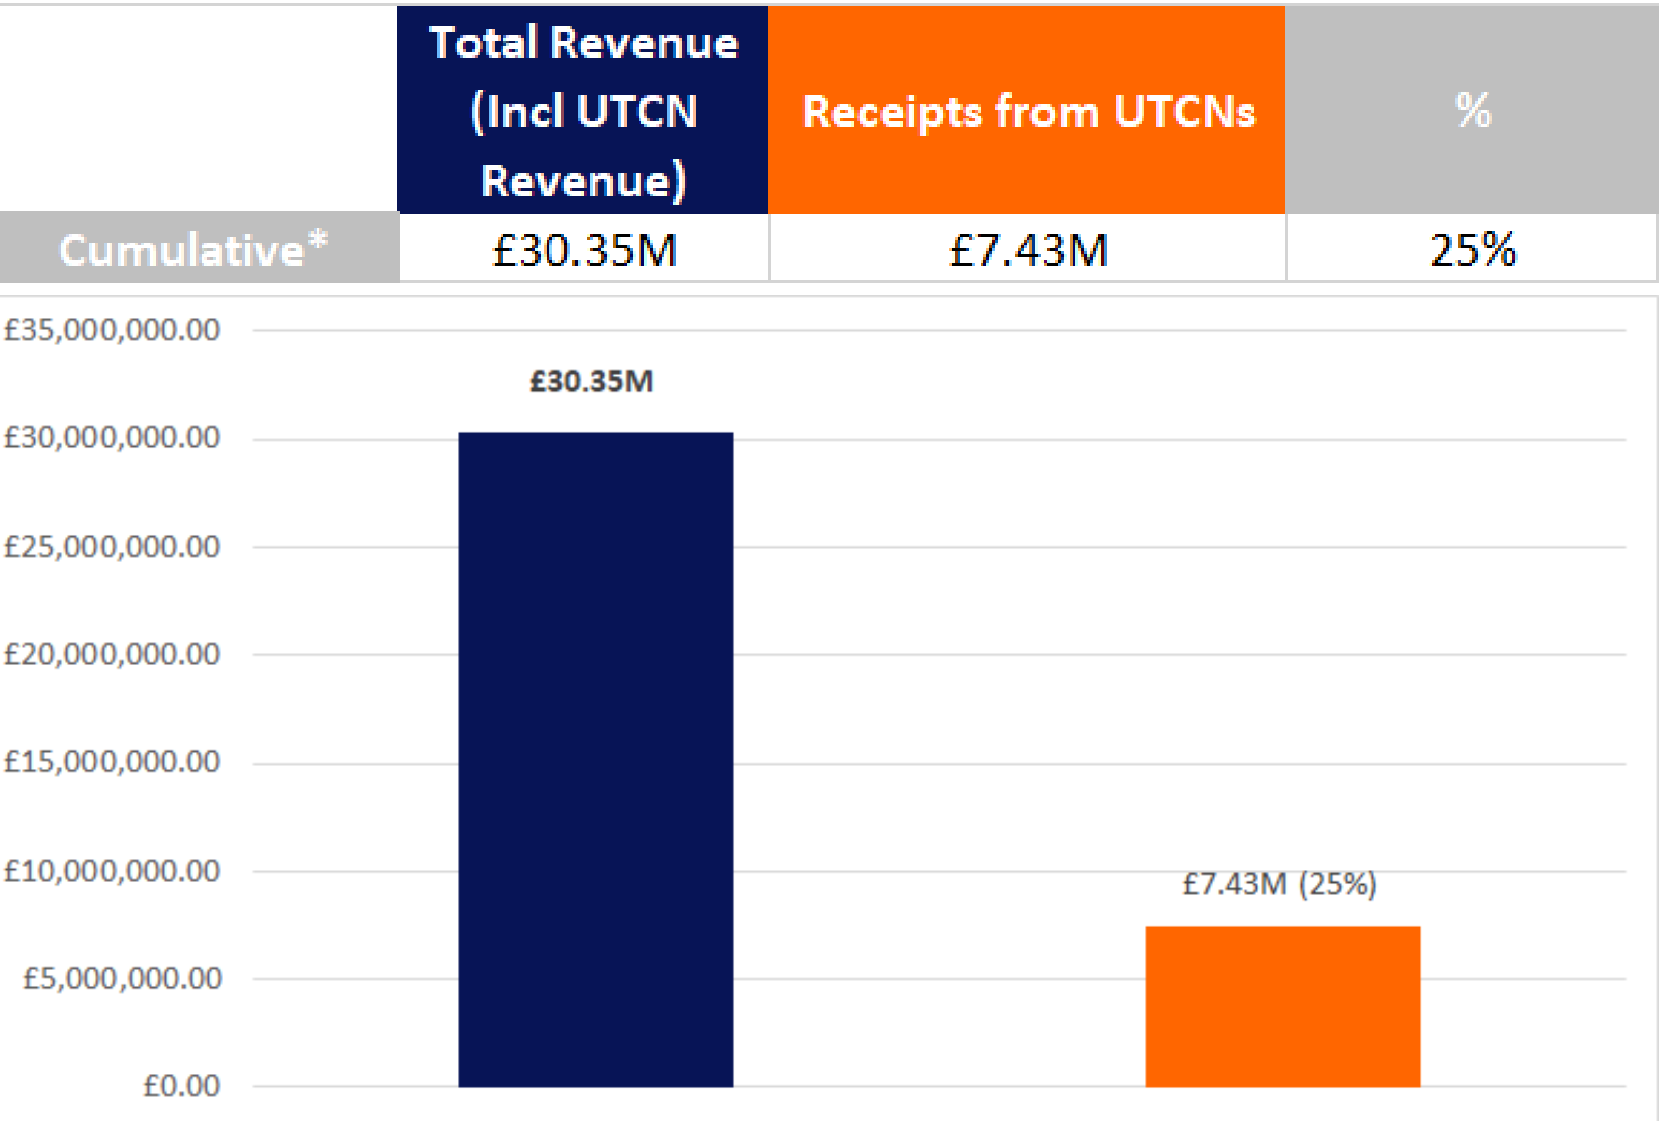 Total Revenue
(Incl UTCN
Revenue)
Receipts from UTCNs
%
Cumulative*
£30.35M
£7.43M
25%
£35,000,000.00
£30.35M
£30,000,000.00
£25,000,000.00
£20,000,000.00
£15,000,000.00
£10,000,000.00
£7.43M (25%)
£5,000,000.00
£0.00